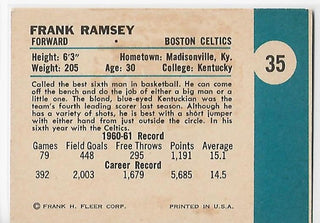 FRANK RAMSEY
FORWARD • BOSTON CELTICS
Height: 6'3" Hometown: Madisonville, Ky.
Weight: 205 Age: 30 College: Kentucky
35
Called the best sixth man in basketball. He can come
off the bench and do the job of either a big man or a
little one. The blond, blue-eyed Kentuckian was the
team's fourth leading scorer last season. Although he
has a variety of shots, he is best with a short jumper
with either hand from just outside the circle. In his
sixth year with the Celtics.
1960-61 Record
Games Field Goals Free Throws Points Average
79 448 295 1,191 15.1
Career Record
392 2,003 1,679 5,685 14.5
© FRANK H. FLEER CORP. PRINTED IN U.S.A.